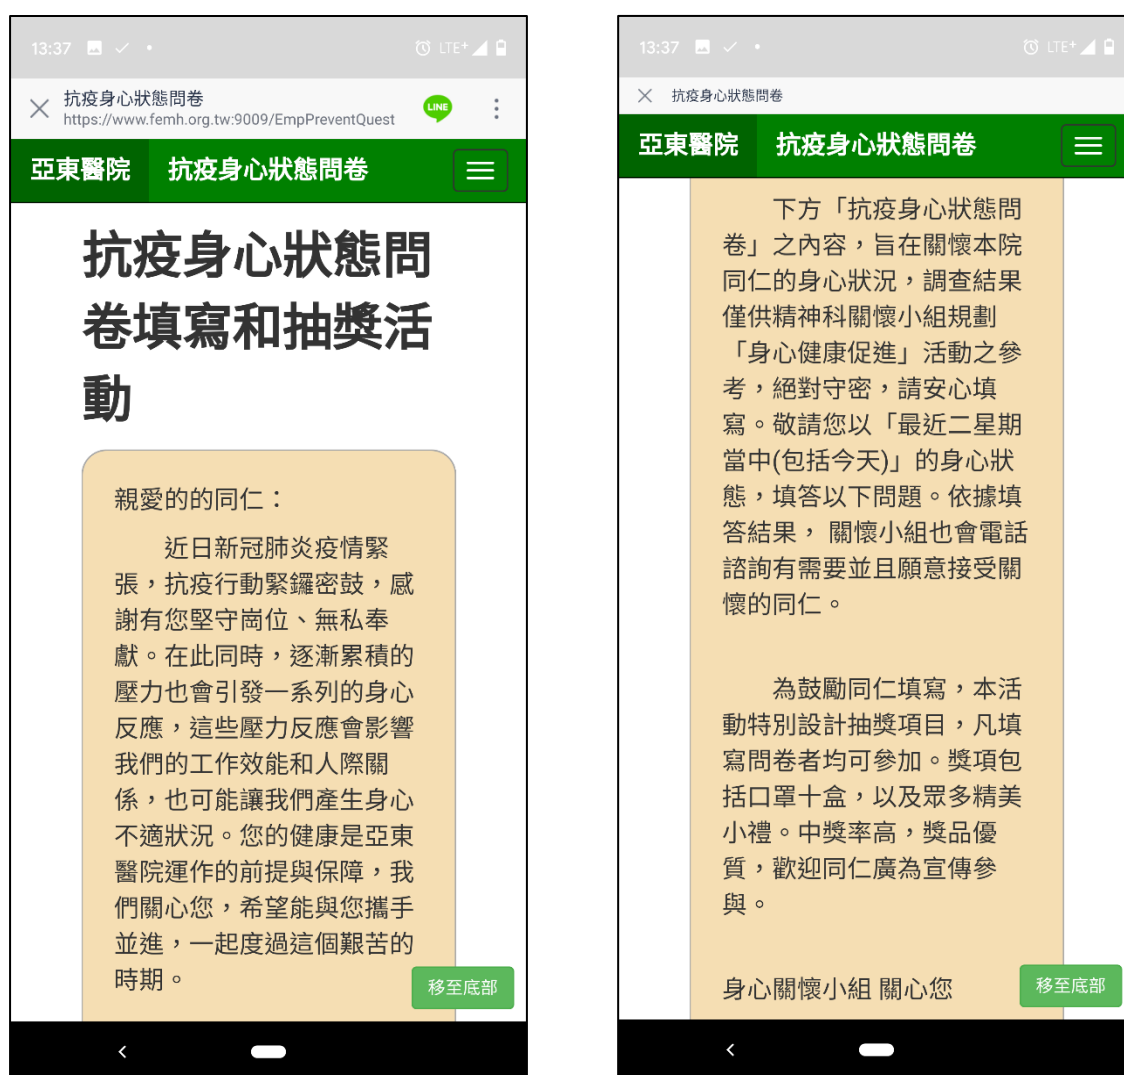 13:37
LTE+
抗疫身心狀態問卷
https://www.femh.org.tw:9009/EmpPreventQuest
LINE
亞東醫院 抗疫身心狀態問卷
抗疫身心狀態問
卷填寫和抽獎活
動
親愛的的同仁：
近日新冠肺炎疫情緊
張，抗疫行動緊鑼密鼓，感
謝有您堅守崗位、無私奉
獻。在此同時，逐漸累積的
壓力也會引發一系列的身心
反應，這些壓力反應會影響
我們的工作效能和人際關
係，也可能讓我們產生身心
不適狀況。您的健康是亞東
醫院運作的前提與保障，我
們關心您，希望能與您攜手
並進，一起度過這個艱苦的
時期。
移至底部
13:37
LTE+
抗疫身心狀態問卷
亞東醫院 抗疫身心狀態問卷
下方「抗疫身心狀態問
卷」之內容，旨在關懷本院
同仁的身心狀況，調查結果
僅供精神科關懷小組規劃
「身心健康促進」活動之參
考，絕對守密，請安心填
寫。敬請您以「最近二星期
當中(包括今天)」的身心狀
態，填答以下問題。依據填
答結果， 關懷小組也會電話
諮詢有需要並且願意接受關
懷的同仁。
為鼓勵同仁填寫，本活
動特別設計抽獎項目，凡填
寫問卷者均可參加。獎項包
括口罩十盒，以及眾多精美
小禮。中獎率高，獎品優
質，歡迎同仁廣為宣傳參
與。
身心關懷小組 關心您
移至底部